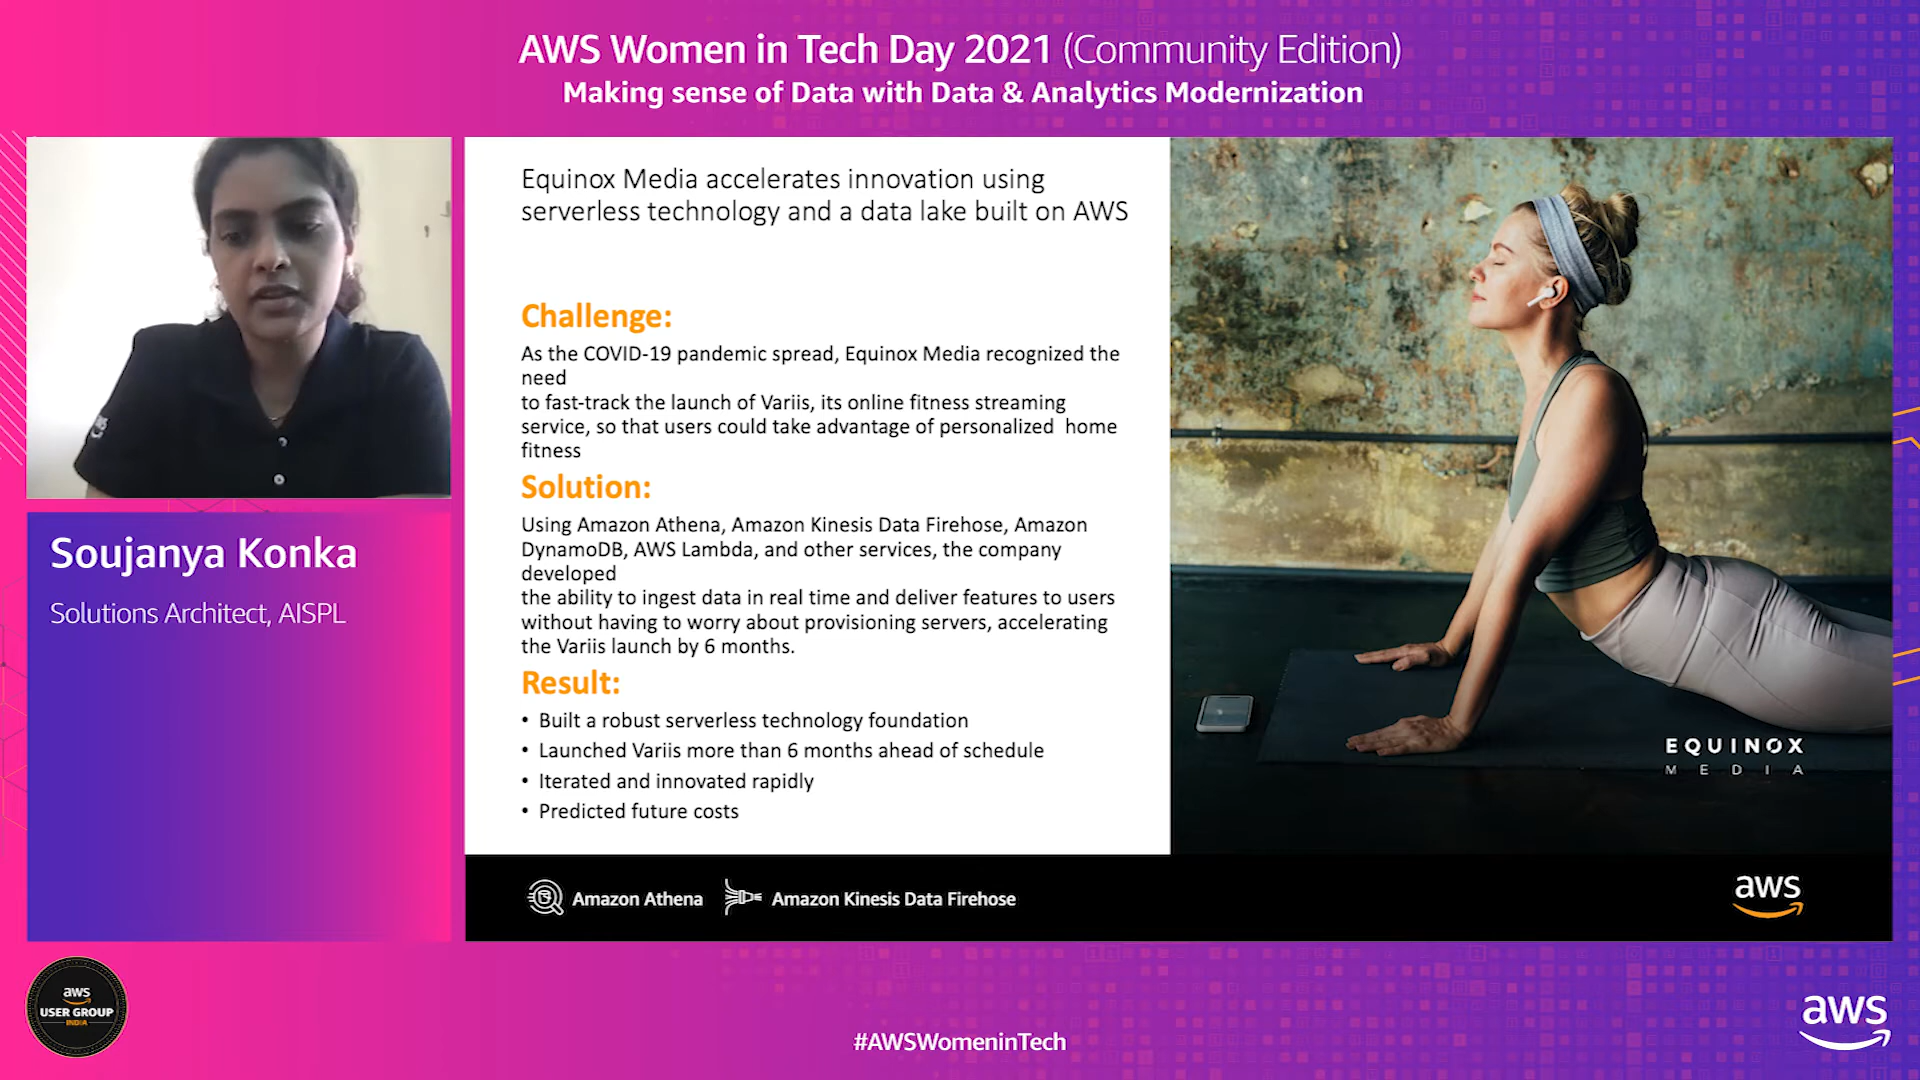 AWS Women in Tech Day 2021 (Community Edition)
Making sense of Data with Data & Analytics Modernization
Soujanya Konka
Solutions Architect, AISPL
Equinox Media accelerates innovation using
serverless technology and a data lake built on AWS
Challenge:
As the COVID-19 pandemic spread, Equinox Media recognized the
need
to fast-track the launch of Variis, its online fitness streaming
service, so that users could take advantage of personalized home
fitness
Solution:
Using Amazon Athena, Amazon Kinesis Data Firehose, Amazon
DynamoDB, AWS Lambda, and other services, the company
developed
the ability to ingest data in real time and deliver features to users
without having to worry about provisioning servers, accelerating
the Variis launch by 6 months.
Result:
• Built a robust serverless technology foundation
• Launched Variis more than 6 months ahead of schedule
• Iterated and innovated rapidly
• Predicted future costs
EQUINOX
MEDIA
Amazon Athena
Amazon Kinesis Data Firehose
aws
aws
USER GROUP
INDIA
#AWSWomeninTech
aws